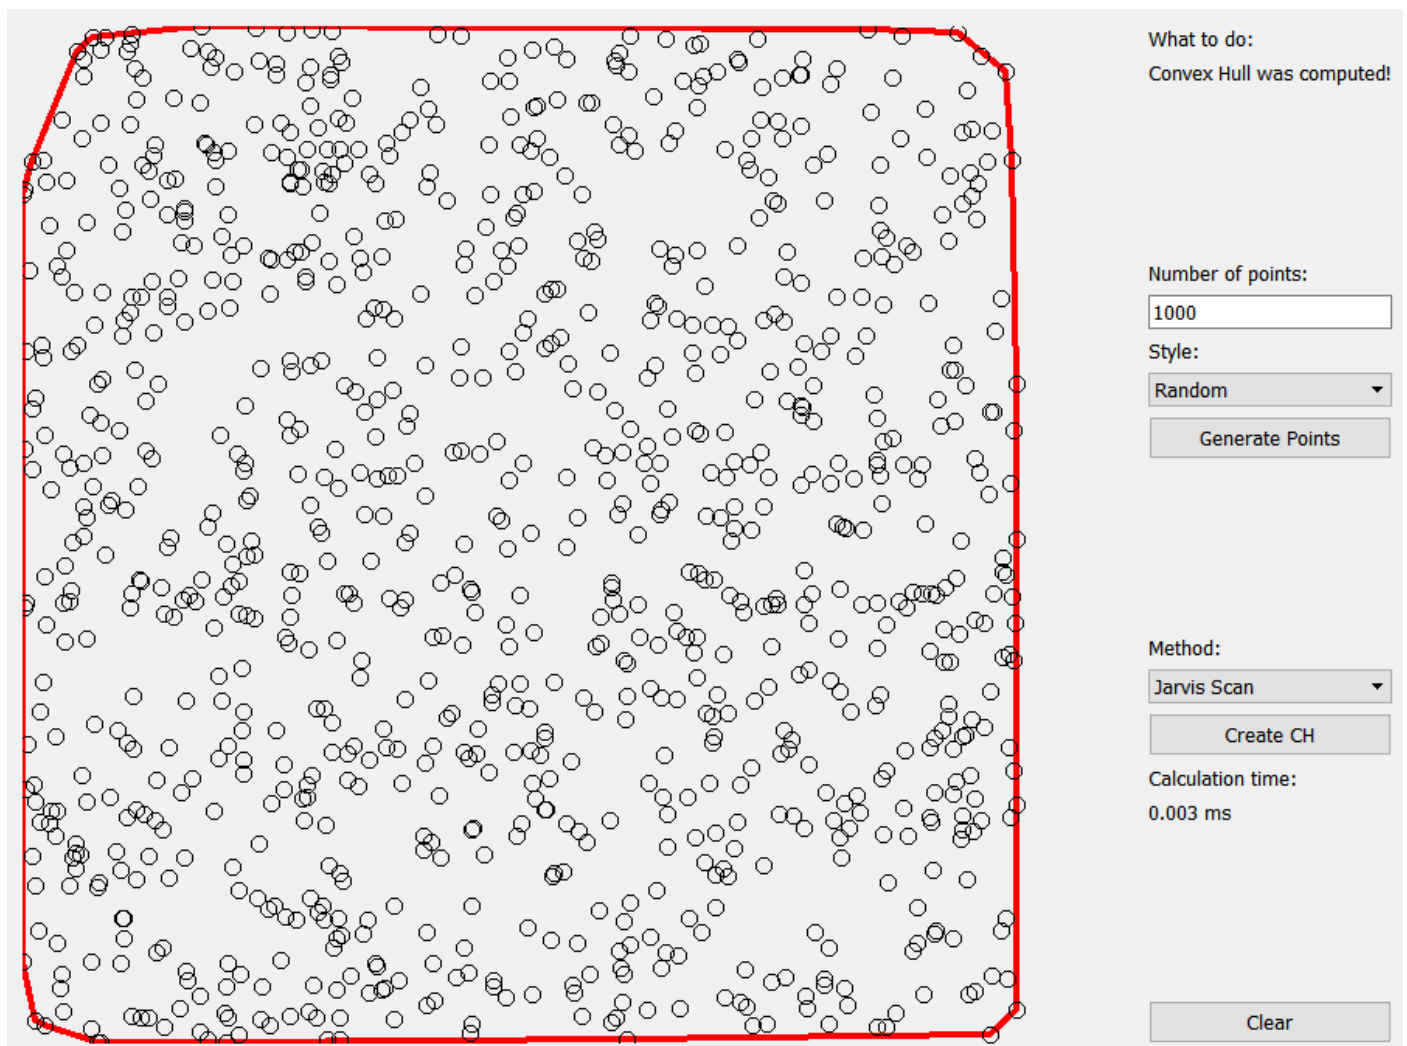 What to do:
Convex Hull was computed!
Number of points:
1000
Style:
Random
Generate Points
Method:
Jarvis Scan
Create CH
Calculation time:
0.003 ms
Clear